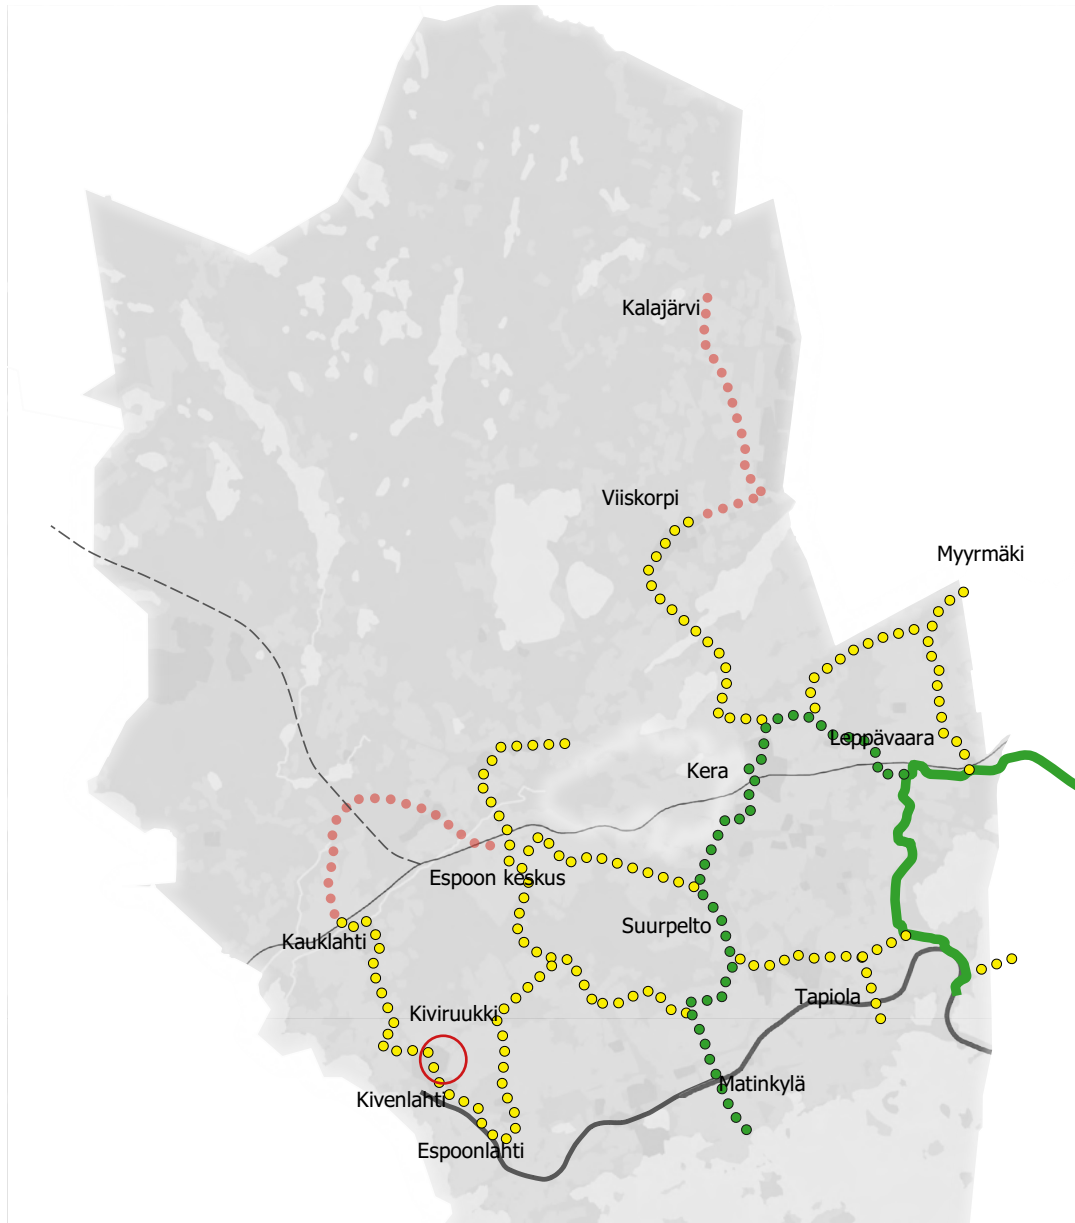 Kalajärvi
Viiskorpi
Myyrmäki
Leppävaara
Kera
Espoon keskus
Suurpelto
Kauklahti
Tapiola
Kiviruukki
Matinkylä
Kivenlahti
Espoonlahti